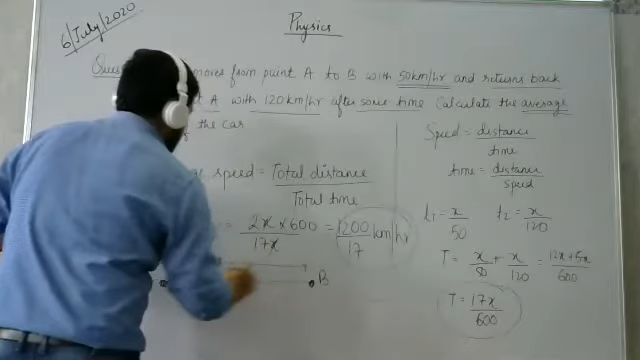 6/July/2020
Physics
moves from point A to B with 50km/hr and returns back
A with 120km/hr after some time Calculate the average
of the car
speed = Total distance
Total time
= 2x × 600 = 1200 km/hr
17x 17
B
Speed = distance
time
time = distance
speed
t1 = x t2 = x
50 120
T = x + x = 12x + 5x
50 120 600
T = 17x
600